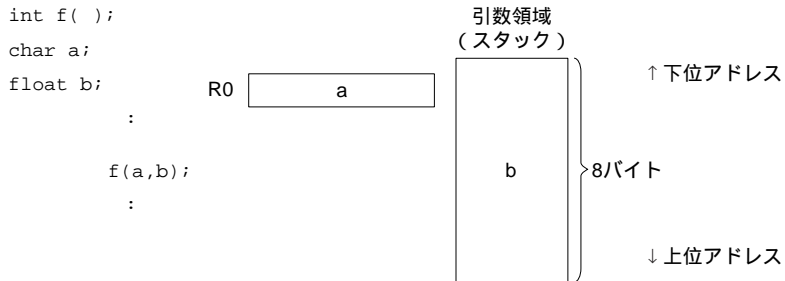 int f( );
char a;
float b;
:
f(a,b);
:
R0
a
引数領域
(スタック)
b
8バイト
↑下位アドレス
↓上位アドレス